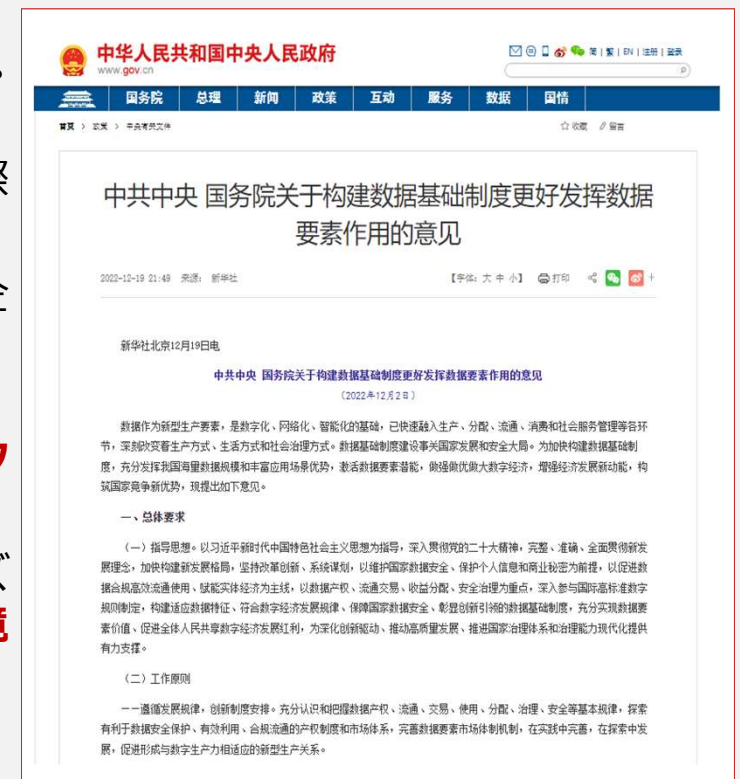 中华人民共和国中央人民政府
www.gov.cn
简 | 繁 | EN | 注册 | 登录
国务院 总理 新闻 政策 互动 服务 数据 国情
首页 > 政策 > 中央有关文件
收藏 留言
中共中央 国务院关于构建数据基础制度更好发挥数据
要素作用的意见
2022-12-19 21:49 来源: 新华社
【字体: 大 中 小】 打印
新华社北京12月19日电
中共中央 国务院关于构建数据基础制度更好发挥数据要素作用的意见
(2022年12月2日)
数据作为新型生产要素，是数字化、网络化、智能化的基础，已快速融入生产、分配、流通、消费和社会服务管理等各环
节，深刻改变着生产方式、生活方式和社会治理方式。数据基础制度建设事关国家发展和安全大局。为加快构建数据基础制
度，充分发挥我国海量数据规模和丰富应用场景优势，激活数据要素潜能，做强做优做大数字经济，增强经济发展新动能，构
筑国家竞争新优势，现提出如下意见。
一、总体要求
（一）指导思想。以习近平新时代中国特色社会主义思想为指导，深入贯彻党的二十大精神，完整、准确、全面贯彻新发
展理念，加快构建新发展格局，坚持改革创新、系统谋划，以维护国家数据安全、保护个人信息和商业秘密为前提，以促进数
据合规高效流通使用、赋能实体经济为主线，以数据产权、流通交易、收益分配、安全治理为重点，深入参与国际高标准数字
规则制定，构建适应数据特征、符合数字经济发展规律、保障国家数据安全、彰显创新引领的数据基础制度，充分实现数据要
素价值、促进全体人民共享数字经济发展红利，为深化创新驱动、推动高质量发展、推进国家治理体系和治理能力现代化提供
有力支撑。
（二）工作原则
——遵循发展规律，创新制度安排。充分认识和把握数据产权、流通、交易、使用、分配、治理、安全等基本规律，探索
有利于数据安全保护、有效利用、合规流通的产权制度和市场体系，完善数据要素市场体制机制，在实践中完善，在探索中发
展，促进形成与数字生产力相适应的新型生产关系。